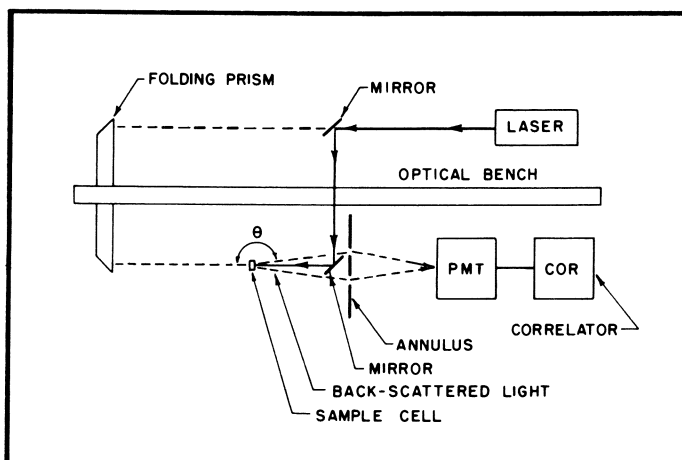 FOLDING PRISM
MIRROR
LASER
OPTICAL BENCH
θ
PMT
COR
CORRELATOR
ANNULUS
MIRROR
BACK-SCATTERED LIGHT
SAMPLE CELL